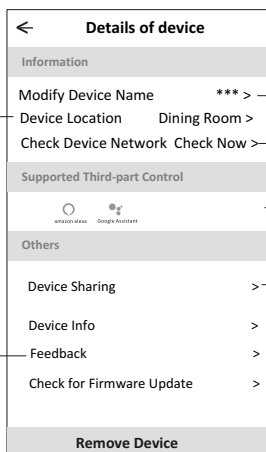 ← Details of device
Information
Modify Device Name *** >
Device Location Dining Room >
Check Device Network Check Now >
Supported Third-part Control
amazon alexa Google Assistant
Others
Device Sharing >
Device Info >
Feedback >
Check for Firmware Update >
Remove Device